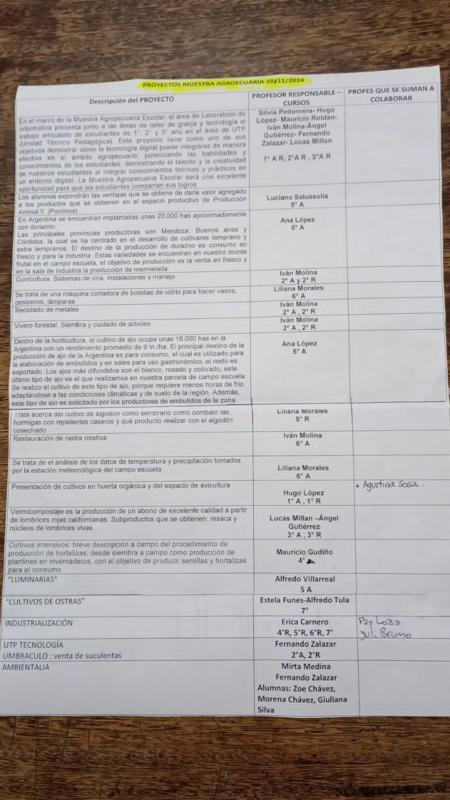 PROYECTOS MUESTRA AGROECUARIA 10/11/2024
Descripción del PROYECTO
PROFESOR RESPONSABLE – CURSOS
PROFES QUE SE SUMAN A COLABORAR
En el marco de la Muestra Agropecuaria Escolar, el área de Laboratorio de
informática presenta junto a las áreas de taller de granja y tecnología el
trabajo articulado de estudiantes de 1°, 2° y 3° año en el área de UTP
(Unidad Técnico Pedagógica) Este proyecto tiene como uno de sus
objetivos demostrar cómo la tecnología digital puede integrarse de manera
efectiva en el ámbito agropecuario, potenciando las habilidades y
conocimientos de los estudiantes, demostrando el talento y la creatividad
de nuestros estudiantes al integrar conocimientos teóricos y prácticos en
un entorno digital. La Muestra Agropecuaria Escolar será una excelente
oportunidad para que los estudiantes compartan sus logros
Silvia Pedernera- Hugo
López- Mauricio Roldan-
Iván Molina-Ángel
Gutiérrez- Fernando
Zalazar- Lucas Millan
1° A R, 2°A R , 3°A R
Los alumnos expondrán las ventajas que se obtiene de darle valor agregado
a los productos que se obtienen en el espacio productivo de Producción
Animal II. (Porcinos)
Luciano Salussolia
5° A
En Argentina se encuentran implantadas unas 20.000 has aproximadamente
con durazno.
Las principales provincias productoras son Mendoza, Buenos aires y
Córdoba, la cual se ha centrado en el desarrollo de cultivares temprano y
extra tempranos. El destino de la producción de durazno es consumo en
fresco y para la industria. Estas variedades se encuentran en nuestro monte
frutal en el campo escuela, el objetivo de producción es la venta en fresco y
en la sala de industria la producción de mermelada
Ana López
5° A
Cunicultura .Sistemas de cría, instalaciones y manejo
Iván Molina
2° A y 2° R
Se trata de una máquina cortadora de botellas de vidrio para hacer vasos,
ceniceros, lámparas
Liliana Morales
6° A
Reciclado de metales
Iván Molina
2° A , 2° R
Vivero forestal. Siembra y cuidado de arboles
Iván Molina
2° A , 2° R
Dentro de la horticultura, el cultivo de ajo ocupa unas 16.000 has en la
Argentina con un rendimiento promedio de 9 tn /ha. El principal destino de la
producción de ajo de la Argentina es para consumo, el cual es utilizado para
la elaboración de embutidos y en sales para uso gastronómico, el resto es
exportado. Los ajos más difundidos son el blanco, rosado y colorado, este
último tipo de ajo es el que realizamos en nuestra parcela de campo escuela.
Se realizo el cultivo de este tipo de ajo, porque requiere menos horas de frio
adaptándose a las condiciones climáticas y de suelo de la región. Además,
este tipo de ajo es solicitado por los productores de embutidos de la zona
Ana López
5° A
Trata acerca del cultivo de algodón como sembrarlo como combatir las
hormigas con repelentes caseros y qué producto realizar con el algodón
cosechado
Liliana Morales
5° R
Restauración de rastra rotativa
Iván Molina
6° A
Se trata del análisis de los datos de temperatura y precipitación tomados
por la estación meteorológica del campo escuela
Liliana Morales
6° A
Presentación de cultivos en huerta orgánica y del espacio de avicultura
Hugo López
1° A , 1° R
• Agustina Sosa.
Vermicompostaje es la producción de un abono de excelente calidad a partir
de lombrices rojas californianas. Subproductos que se obtienen: resaca y
núcleos de lombrices vivas.
Lucas Millan –Ángel
Gutiérrez
3° A , 3° R
Cultivos intensivos: breve descripción a campo del procedimiento de
producción de hortalizas, desde siembra a campo como producción de
plantines en invernaderos, con el objetivo de producir semillas y hortalizas
para el consumo
Mauricio Gudiño
4°
"LUMINARIAS"
Alfredo Villarreal
5 A
"CULTIVOS DE OSTRAS"
Estela Funes-Alfredo Tula
7°
INDUSTRIALIZACIÓN
Erica Carnero
4°R, 5°R, 6°R, 7°
Bruno
UTP TECNOLOGÍA
UMBRACULO : venta de suculentas
Fernando Zalazar
2°A, 2°R
AMBIENTALIA
Mirta Medina
Fernando Zalazar
Alumnas: Zoe Chávez,
Morena Chávez, Giuliana
Silva